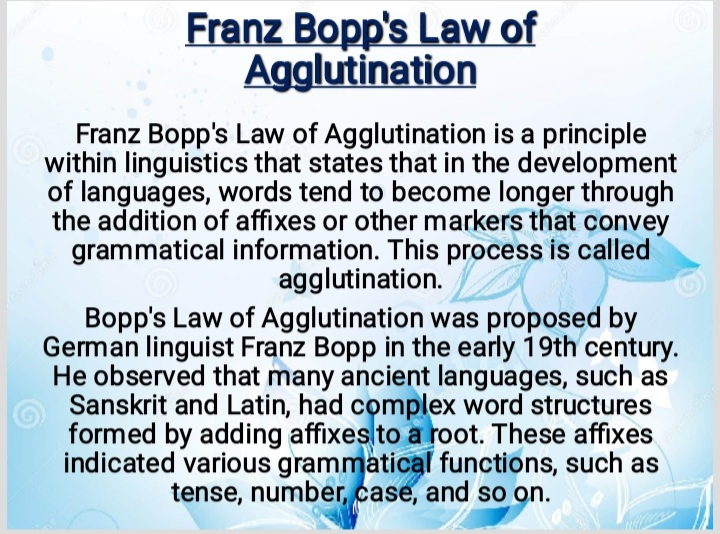 Franz Bopp's Law of
Agglutination
Franz Bopp's Law of Agglutination is a principle
within linguistics that states that in the development
of languages, words tend to become longer through
the addition of affixes or other markers that convey
grammatical information. This process is called
agglutination.
Bopp's Law of Agglutination was proposed by
German linguist Franz Bopp in the early 19th century.
He observed that many ancient languages, such as
Sanskrit and Latin, had complex word structures
formed by adding affixes to a root. These affixes
indicated various grammatical functions, such as
tense, number, case, and so on.